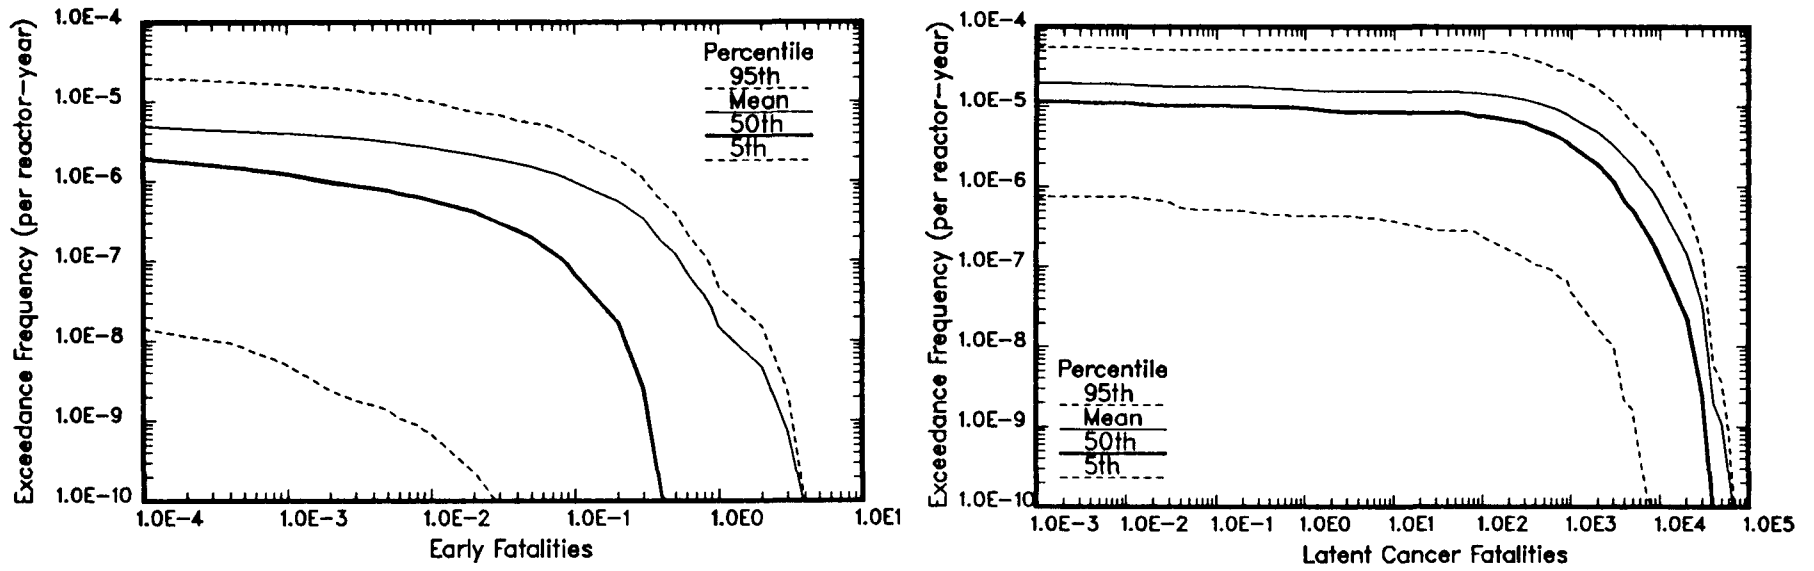 Exceedance Frequency (per reactor-year)
1.0E-4
1.0E-5
1.0E-6
1.0E-7
1.0E-8
1.0E-9
1.0E-10
Percentile
95th
Mean
50th
5th
1.0E-4 1.0E-3 1.0E-2 1.0E-1 1.0E0 1.0E1
Early Fatalities
Exceedance Frequency (per reactor-year)
1.0E-4
1.0E-5
1.0E-6
1.0E-7
1.0E-8
1.0E-9
1.0E-10
Percentile
95th
Mean
50th
5th
1.0E-3 1.0E-2 1.0E-1 1.0E0 1.0E1 1.0E2 1.0E3 1.0E4 1.0E5
Latent Cancer Fatalities